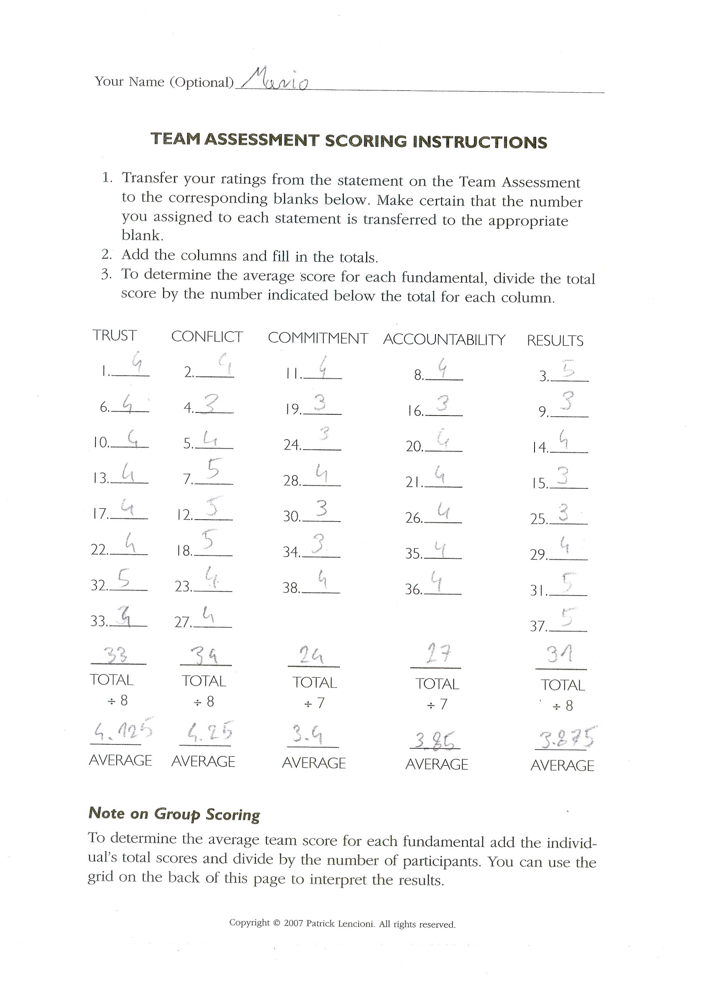 Your Name (Optional) Mario
TEAM ASSESSMENT SCORING INSTRUCTIONS
1. Transfer your ratings from the statement on the Team Assessment
to the corresponding blanks below. Make certain that the number
you assigned to each statement is transferred to the appropriate
blank.
2. Add the columns and fill in the totals.
3. To determine the average score for each fundamental, divide the total
score by the number indicated below the total for each column.
TRUST CONFLICT COMMITMENT ACCOUNTABILITY RESULTS
1. 4 2. 4 11. 4 8. 4 3. 5
6. 4 4. 3 19. 3 16. 3 9. 3
10. 4 5. 4 24. 3 20. 4 14. 4
13. 4 7. 5 28. 4 21. 4 15. 3
17. 4 12. 5 30. 3 26. 4 25. 3
22. 4 18. 5 34. 3 35. 4 29. 4
32. 5 23. 4 38. 4 36. 4 31. 5
33. 4 27. 4 37. 5
33 34 24 27 31
TOTAL TOTAL TOTAL TOTAL TOTAL
÷ 8 ÷ 8 ÷ 7 ÷ 7 ÷ 8
4.125 4.25 3.4 3.85 3.875
AVERAGE AVERAGE AVERAGE AVERAGE AVERAGE
Note on Group Scoring
To determine the average team score for each fundamental add the individ-
ual's total scores and divide by the number of participants. You can use the
grid on the back of this page to interpret the results.
Copyright © 2007 Patrick Lencioni. All rights reserved.